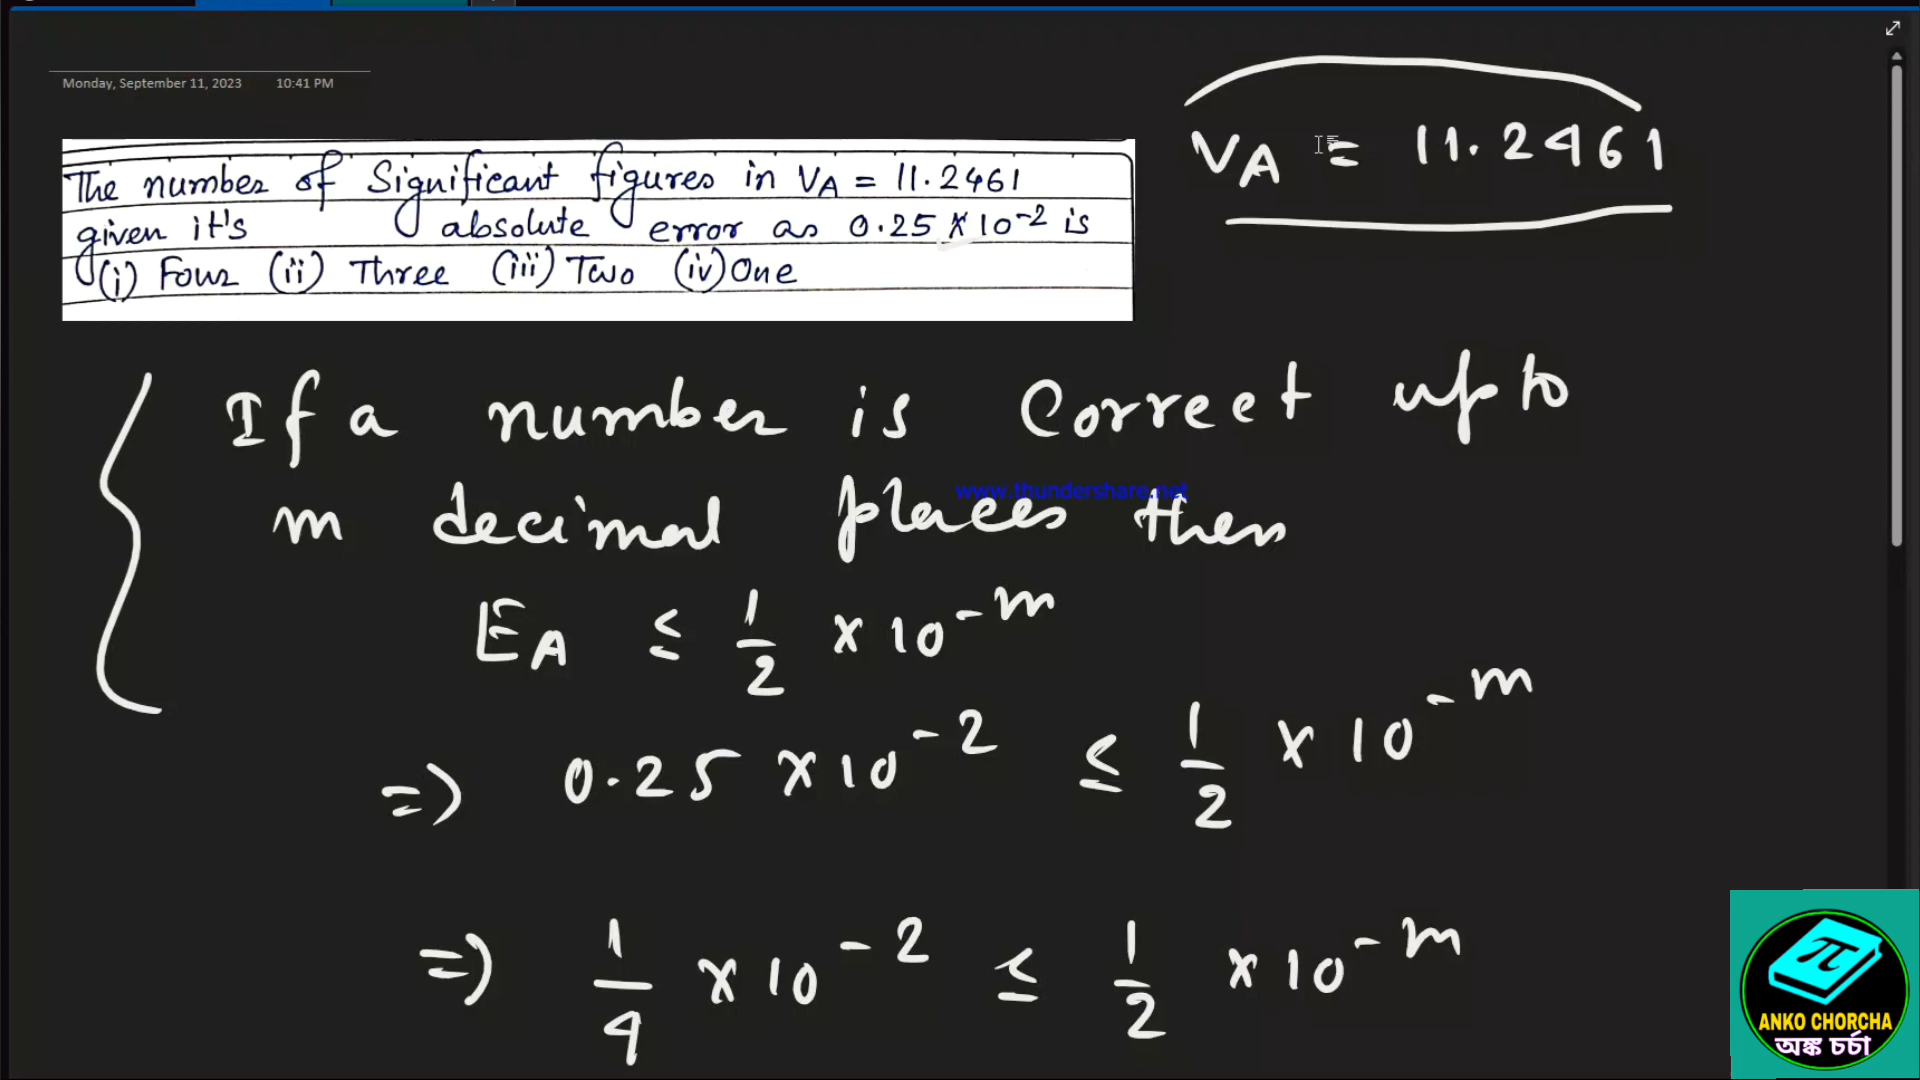 Monday, September 11, 2023 10:41 PM
The number of Significant figures in VA = 11.2461
given it's absolute error as 0.25 × 10^-2 is
(i) Four (ii) Three (iii) Two (iv) One
VA = 11.2461
If a number is Correct upto
m decimal places then
www.thundershare.net
EA ≤ 1/2 × 10^-m
=> 0.25 × 10^-2 ≤ 1/2 × 10^-m
=> 1/4 × 10^-2 ≤ 1/2 × 10^-m
π
ANKO CHORCHA
অঙ্ক চর্চা